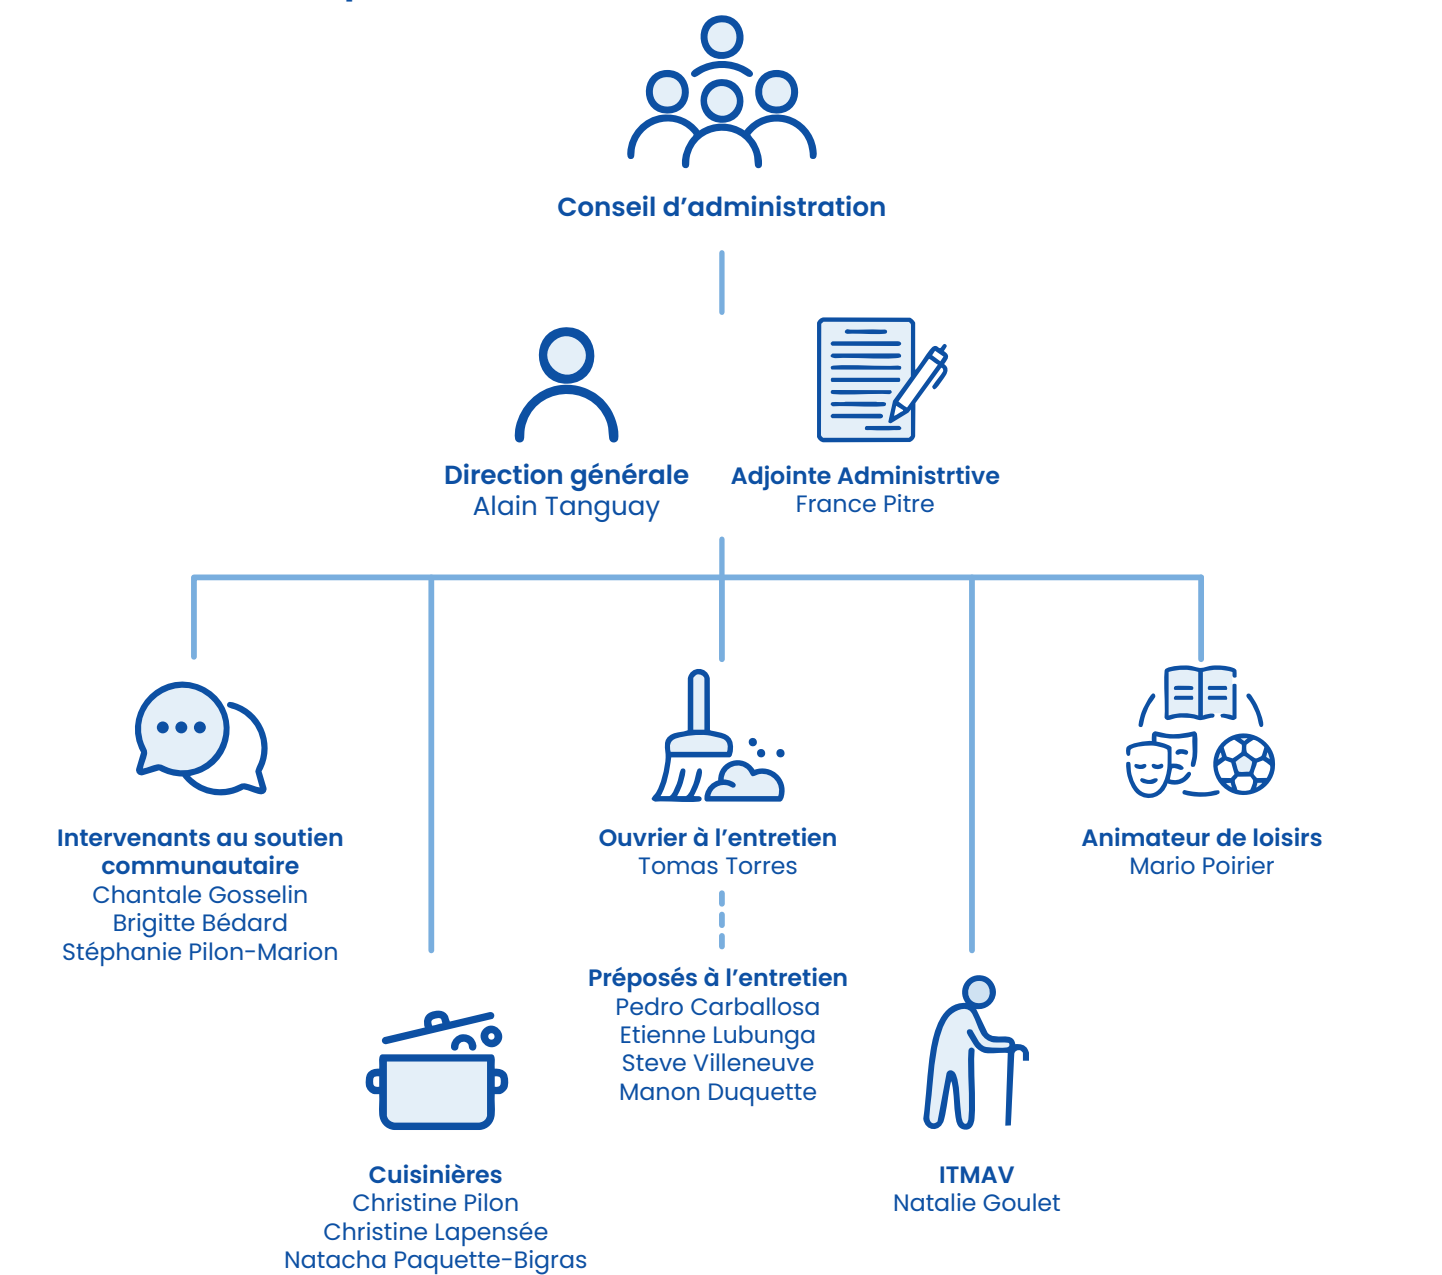 Conseil d’administration
Direction générale
Alain Tanguay
Adjointe Administrtive
France Pitre
Intervenants au soutien
communautaire
Chantale Gosselin
Brigitte Bédard
Stéphanie Pilon-Marion
Ouvrier à l’entretien
Tomas Torres
Animateur de loisirs
Mario Poirier
Préposés à l’entretien
Pedro Carballosa
Etienne Lubunga
Steve Villeneuve
Manon Duquette
Cuisinières
Christine Pilon
Christine Lapensée
Natacha Paquette-Bigras
ITMAV
Natalie Goulet